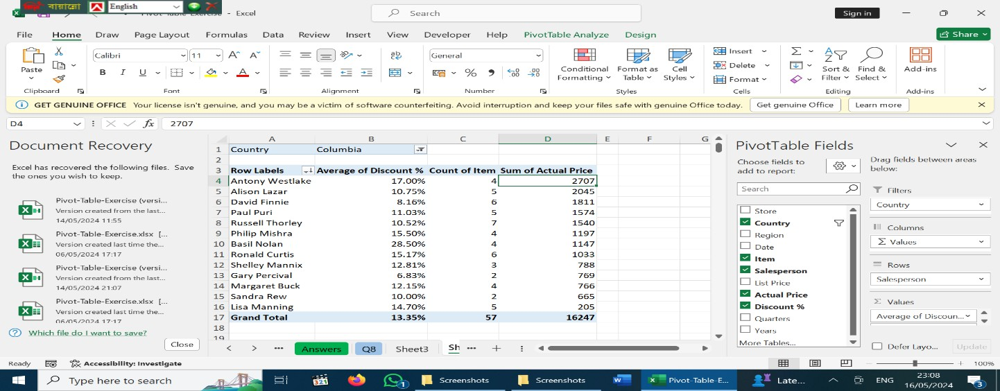 বায়ান্নো English Pivot-Table-Exercise - Excel Search Sign in
File Home Draw Page Layout Formulas Data Review Insert View Developer Help PivotTable Analyze Design Share
Calibri 11 A^ A˅ ab General Insert Σ
Paste B I U A % 9 Conditional Formatting Format as Table Cell Styles Delete Format Sort & Filter Find & Select Add-ins
Clipboard Font Alignment Number Styles Cells Editing Add-ins
GET GENUINE OFFICE Your license isn't genuine, and you may be a victim of software counterfeiting. Avoid interruption and keep your files safe with genuine Office today. Get genuine Office Learn more
D4 fx 2707
Document Recovery
Excel has recovered the following files. Save
the ones you wish to keep.
Pivot-Table-Exercise (versi...
Version created from the last...
14/05/2024 11:55
Pivot-Table-Exercise.xlsx [...
Version created last time the...
06/05/2024 17:17
Pivot-Table-Exercise (versi...
Version created from the last...
14/05/2024 21:07
Pivot-Table-Exercise.xlsx [...
Version created last time the...
06/05/2024 17:17
Which file do I want to save?
Close
A B C D E F G
1 Country Columbia
2
3 Row Labels Average of Discount % Count of Item Sum of Actual Price
4 Antony Westlake 17.00% 4 2707
5 Alison Lazar 10.75% 5 2045
6 David Finnie 8.16% 6 1811
7 Paul Puri 11.03% 5 1574
8 Russell Thorley 10.52% 7 1540
9 Philip Mishra 15.50% 4 1197
10 Basil Nolan 28.50% 4 1147
11 Ronald Curtis 15.17% 6 1033
12 Shelley Mannix 12.81% 3 788
13 Gary Percival 6.83% 2 769
14 Margaret Buck 12.15% 4 766
15 Sandra Rew 10.00% 2 665
16 Lisa Manning 14.70% 5 205
17 Grand Total 13.35% 57 16247
18
19
Answers Q8 Sheet3 Sh ...
PivotTable Fields
Choose fields to
add to report:
Search
Store
Country
Region
Date
Item
Salesperson
List Price
Actual Price
Discount %
Quarters
Years
More Tables...
Drag fields between areas
below:
Filters
Country
Columns
Σ Values
Rows
Salesperson
Σ Values
Average of Discoun...
Defer Layo... Update
Ready Accessibility: Investigate 100%
Type here to search 321 1 Screenshots Screenshots Pivot-Table-E... Late... ENG 23:08
16/05/2024 3